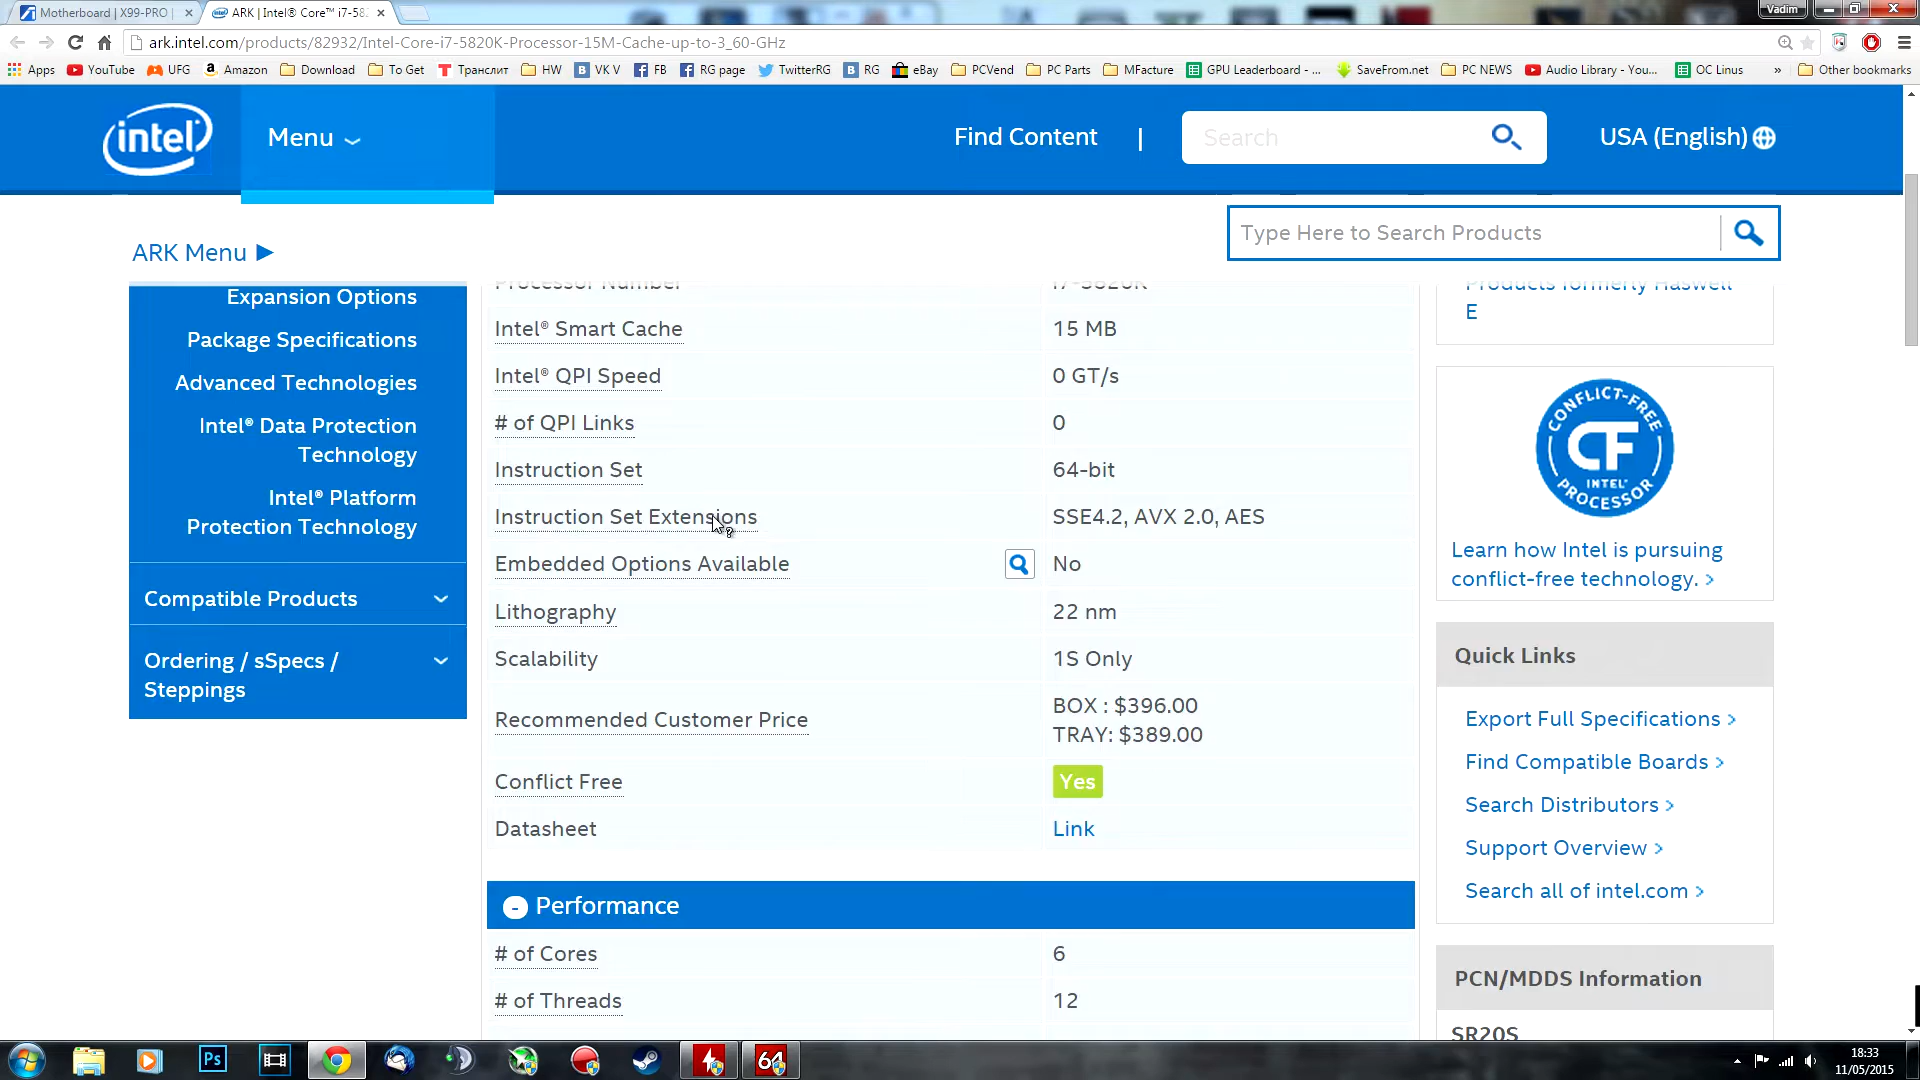 Motherboard | X99-PRO |
ARK | Intel® Core™ i7-58
Vadim
ark.intel.com/products/82932/Intel-Core-i7-5820K-Processor-15M-Cache-up-to-3_60-GHz
Apps YouTube UFG Amazon Download To Get Транслит HW VK V FB RG page TwitterRG RG eBay PCVend PC Parts MFacture GPU Leaderboard - ... SaveFrom.net PC NEWS Audio Library - You... OC Linus » Other bookmarks
intel
Menu
Find Content |
Search
USA (English)
ARK Menu ▶
Type Here to Search Products
Expansion Options
Package Specifications
Advanced Technologies
Intel® Data Protection
Technology
Intel® Platform
Protection Technology
Compatible Products
Ordering / sSpecs /
Steppings
Processor Number i7-5820K
Intel® Smart Cache 15 MB
Intel® QPI Speed 0 GT/s
# of QPI Links 0
Instruction Set 64-bit
Instruction Set Extensions SSE4.2, AVX 2.0, AES
Embedded Options Available No
Lithography 22 nm
Scalability 1S Only
Recommended Customer Price BOX : $396.00
TRAY: $389.00
Conflict Free Yes
Datasheet Link
- Performance
# of Cores 6
# of Threads 12
Products formerly Haswell
E
CONFLICT-FREE
CF
INTEL®
PROCESSOR
Learn how Intel is pursuing
conflict-free technology. >
Quick Links
Export Full Specifications >
Find Compatible Boards >
Search Distributors >
Support Overview >
Search all of intel.com >
PCN/MDDS Information
SR20S
Ps
64
18:33
11/05/2015